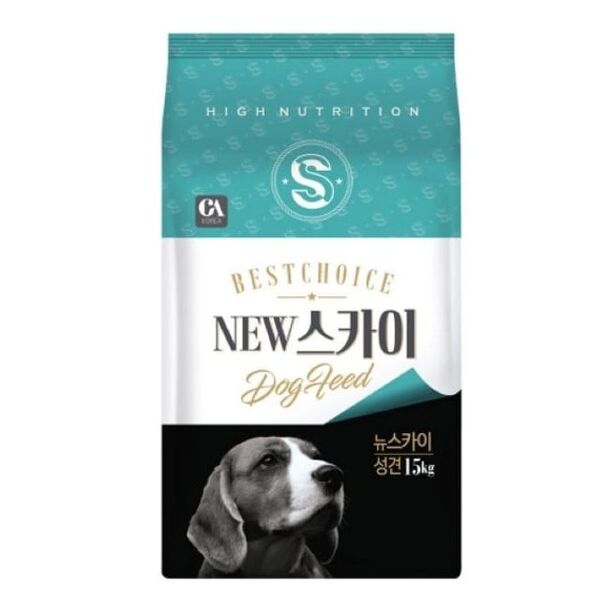 HIGH NUTRITION
S
CA
KOREA
BESTCHOICE
NEW스카이
Dog Feed
뉴스카이
성견 15kg